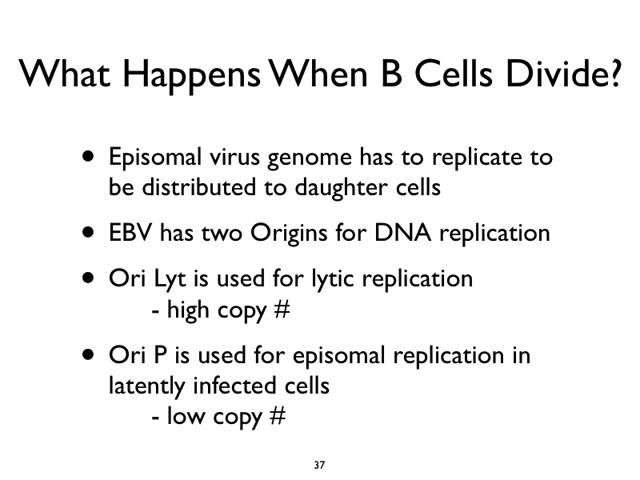 What Happens When B Cells Divide?
• Episomal virus genome has to replicate to
be distributed to daughter cells
• EBV has two Origins for DNA replication
• Ori Lyt is used for lytic replication
- high copy #
• Ori P is used for episomal replication in
latently infected cells
- low copy #
37